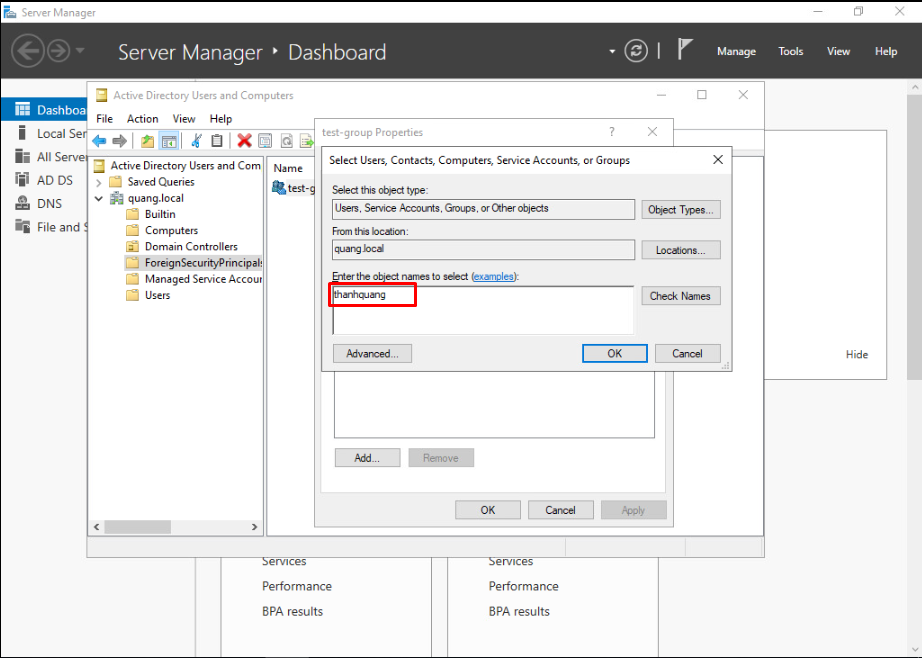 Server Manager
Server Manager • Dashboard
Manage Tools View Help
Dashboa
Local Ser
All Server
AD DS
DNS
File and S
Active Directory Users and Computers
File Action View Help
Active Directory Users and Com
Saved Queries
quang.local
Builtin
Computers
Domain Controllers
ForeignSecurityPrincipals
Managed Service Accour
Users
Name
test-g
test-group Properties
?
Select Users, Contacts, Computers, Service Accounts, or Groups
Select this object type:
Users, Service Accounts, Groups, or Other objects
Object Types...
From this location:
quang.local
Locations...
Enter the object names to select (examples):
thanhquang
Check Names
Advanced...
OK
Cancel
Add...
Remove
OK
Cancel
Apply
Hide
Services
Performance
BPA results
Services
Performance
BPA results